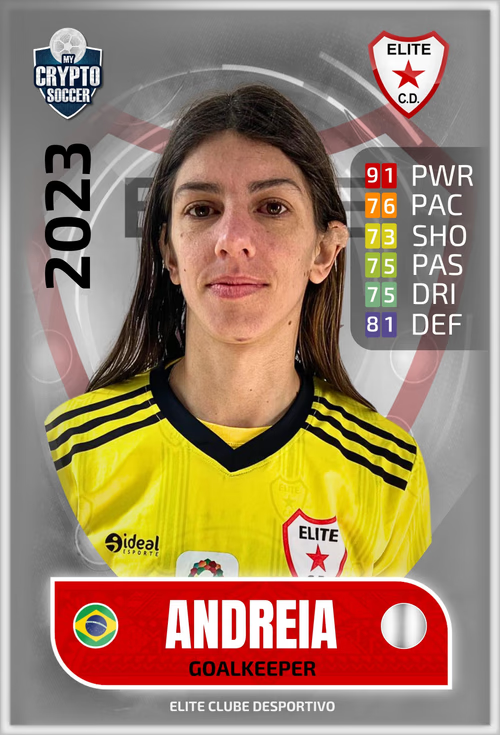 MY
CRYPTO
SOCCER
ELITE
C.D.
2023
91 PWR
76 PAC
73 SHO
75 PAS
75 DRI
81 DEF
ideal
ESPORTE
ELITE
ELITE
ANDREIA
GOALKEEPER
ELITE CLUBE DESPORTIVO